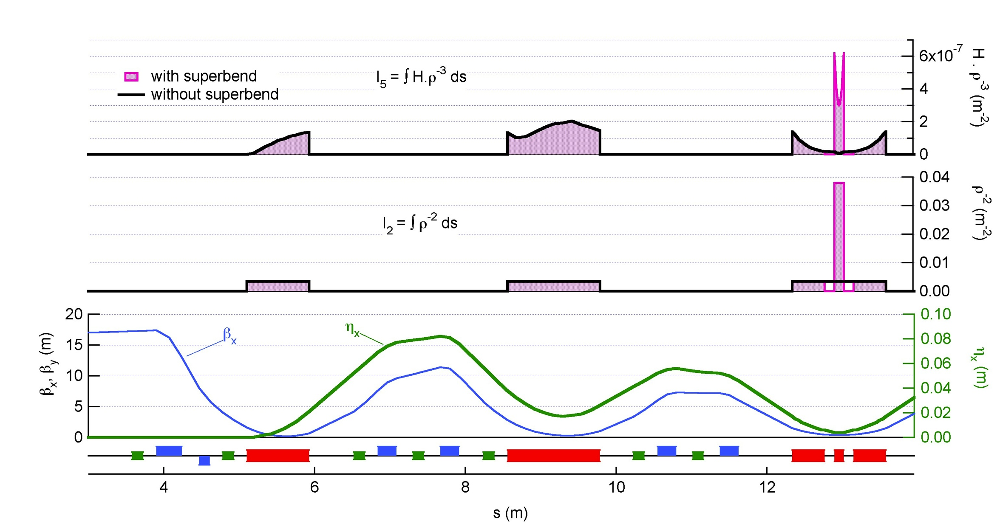 6x10⁻⁷
4
2
0
H . ρ⁻³ (m⁻²)
with superbend
without superbend
I₅ = ∫ H.ρ⁻³ ds
0.04
0.03
0.02
0.01
0.00
ρ⁻² (m⁻²)
I₂ = ∫ ρ⁻² ds
20
15
10
5
0
βₓ, βᵧ (m)
βₓ
ηₓ
0.10
0.08
0.06
0.04
0.02
0.00
ηₓ (m)
4 6 8 10 12
s (m)